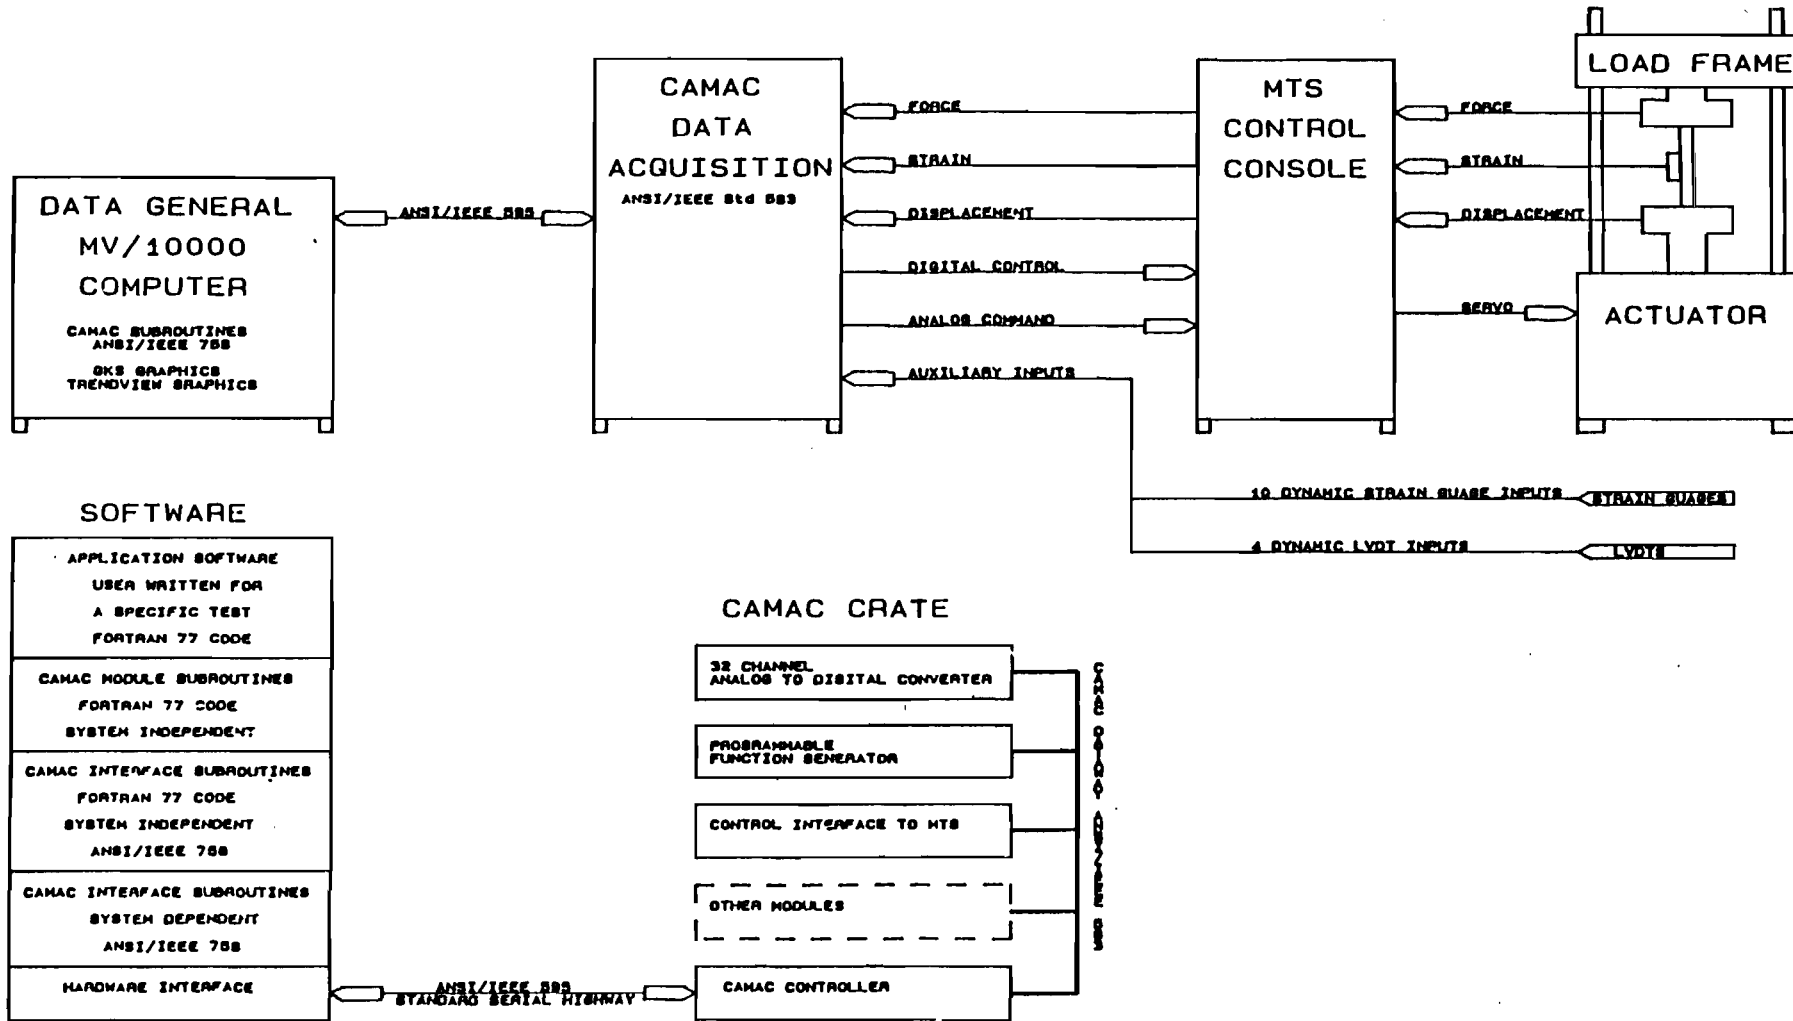 DATA GENERAL
MV/10000
COMPUTER
CAMAC SUBROUTINES
ANSI/IEEE 758
GKS GRAPHICS
TRENDVIEW GRAPHICS
ANSI/IEEE 595
CAMAC
DATA
ACQUISITION
ANSI/IEEE Std 583
FORCE
STRAIN
DISPLACEMENT
DIGITAL CONTROL
ANALOG COMMAND
AUXILIARY INPUTS
MTS
CONTROL
CONSOLE
FORCE
STRAIN
DISPLACEMENT
SERVO
LOAD FRAME
ACTUATOR
10 DYNAMIC STRAIN GUAGE INPUTS
STRAIN GUAGES
4 DYNAMIC LVDT INPUTS
LVDTS
SOFTWARE
APPLICATION SOFTWARE
USER WRITTEN FOR
A SPECIFIC TEST
FORTRAN 77 CODE
CAMAC MODULE SUBROUTINES
FORTRAN 77 CODE
SYSTEM INDEPENDENT
CAMAC INTERFACE SUBROUTINES
FORTRAN 77 CODE
SYSTEM INDEPENDENT
ANSI/IEEE 758
CAMAC INTERFACE SUBROUTINES
SYSTEM DEPENDENT
ANSI/IEEE 758
HARDWARE INTERFACE
ANSI/IEEE 595
STANDARD SERIAL HIGHWAY
CAMAC CRATE
32 CHANNEL
ANALOG TO DIGITAL CONVERTER
PROGRAMMABLE
FUNCTION GENERATOR
CONTROL INTERFACE TO MTS
OTHER MODULES
CAMAC CONTROLLER
CAMAC DATAWAY ANSI/IEEE 583